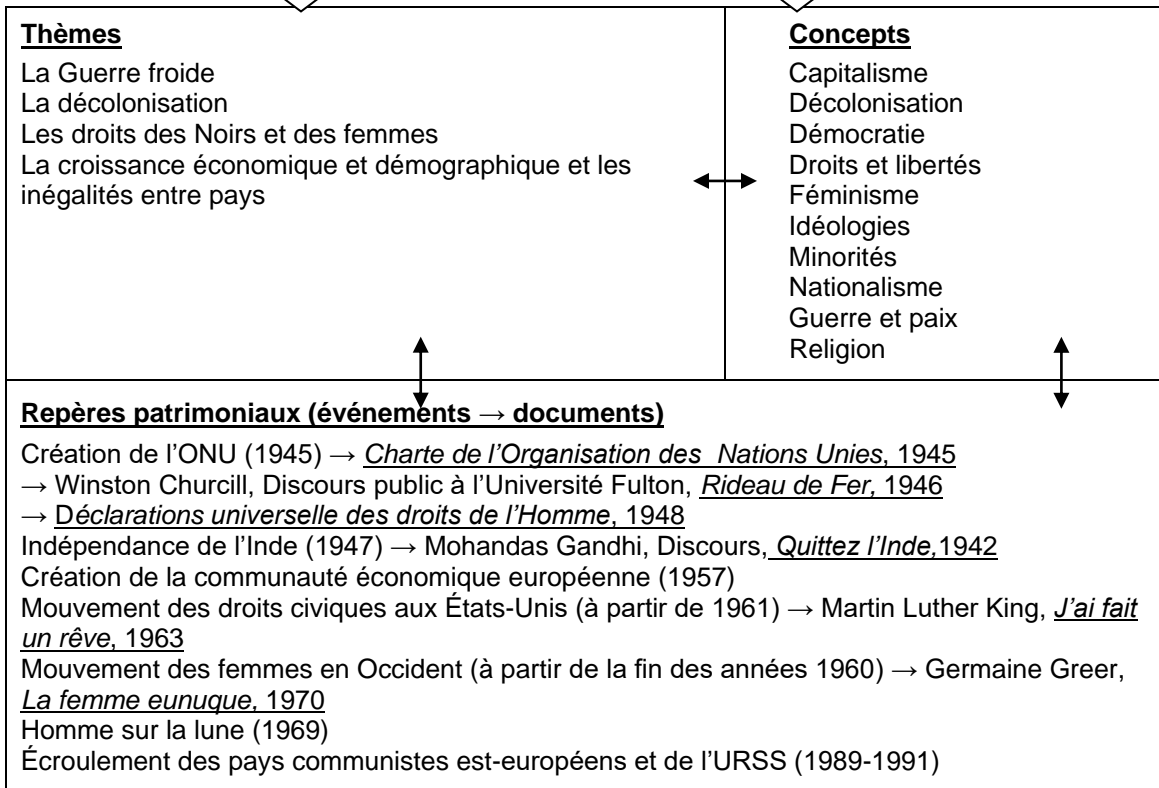 Thèmes
La Guerre froide
La décolonisation
Les droits des Noirs et des femmes
La croissance économique et démographique et les
inégalités entre pays
Concepts
Capitalisme
Décolonisation
Démocratie
Droits et libertés
Féminisme
Idéologies
Minorités
Nationalisme
Guerre et paix
Religion
Repères patrimoniaux (événements → documents)
Création de l’ONU (1945) → Charte de l’Organisation des Nations Unies, 1945
→ Winston Churcill, Discours public à l’Université Fulton, Rideau de Fer, 1946
→ Déclarations universelle des droits de l’Homme, 1948
Indépendance de l’Inde (1947) → Mohandas Gandhi, Discours, Quittez l’Inde,1942
Création de la communauté économique européenne (1957)
Mouvement des droits civiques aux États-Unis (à partir de 1961) → Martin Luther King, J’ai fait
un rêve, 1963
Mouvement des femmes en Occident (à partir de la fin des années 1960) → Germaine Greer,
La femme eunuque, 1970
Homme sur la lune (1969)
Écroulement des pays communistes est-européens et de l’URSS (1989-1991)